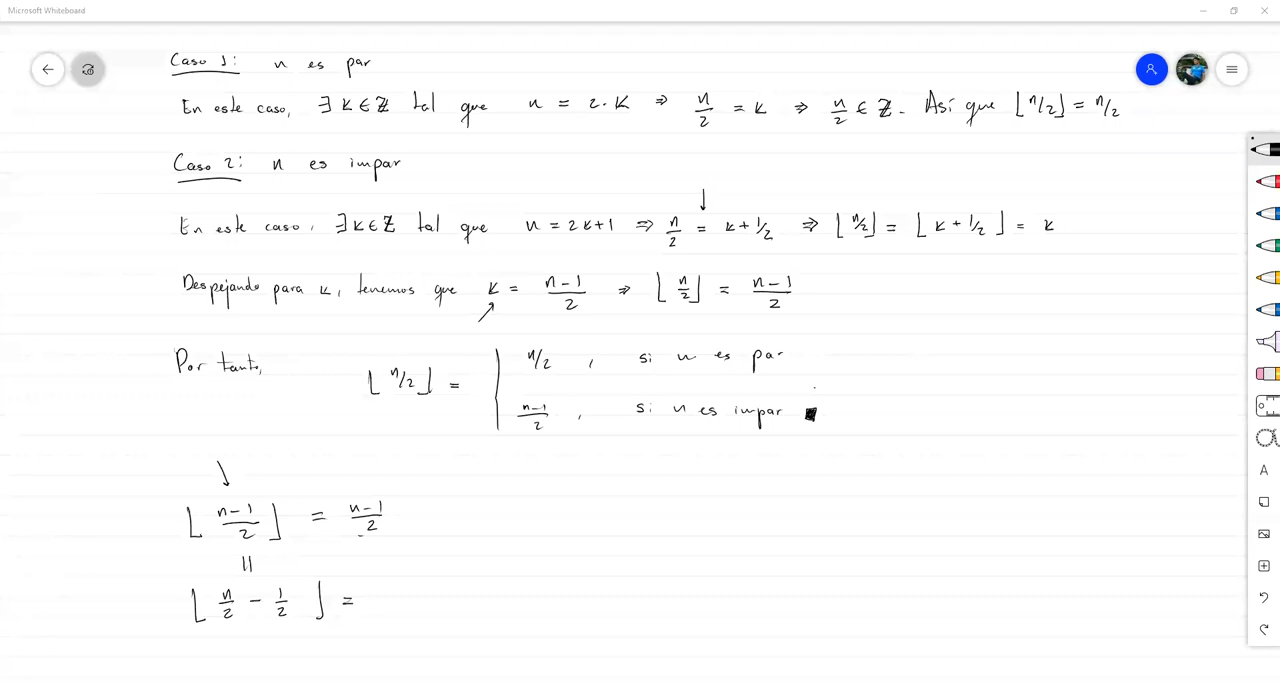 Microsoft Whiteboard
Caso 1: n es par
En este caso, ∃ k ∈ ℤ tal que n = 2·k ⇒ n/2 = k ⇒ n/2 ∈ ℤ. Así que ⌊n/2⌋ = n/2
Caso 2: n es impar
En este caso, ∃ k ∈ ℤ tal que n = 2k+1 ⇒ n/2 = k + 1/2 ⇒ ⌊n/2⌋ = ⌊k + 1/2⌋ = k
Despejando para k, tenemos que k = n-1/2 ⇒ ⌊n/2⌋ = n-1/2
Por tanto, ⌊n/2⌋ = { n/2 , si n es par
n-1/2 , si n es impar ■
⌊n-1/2⌋ = n-1/2
||
⌊n/2 - 1/2⌋ =
A